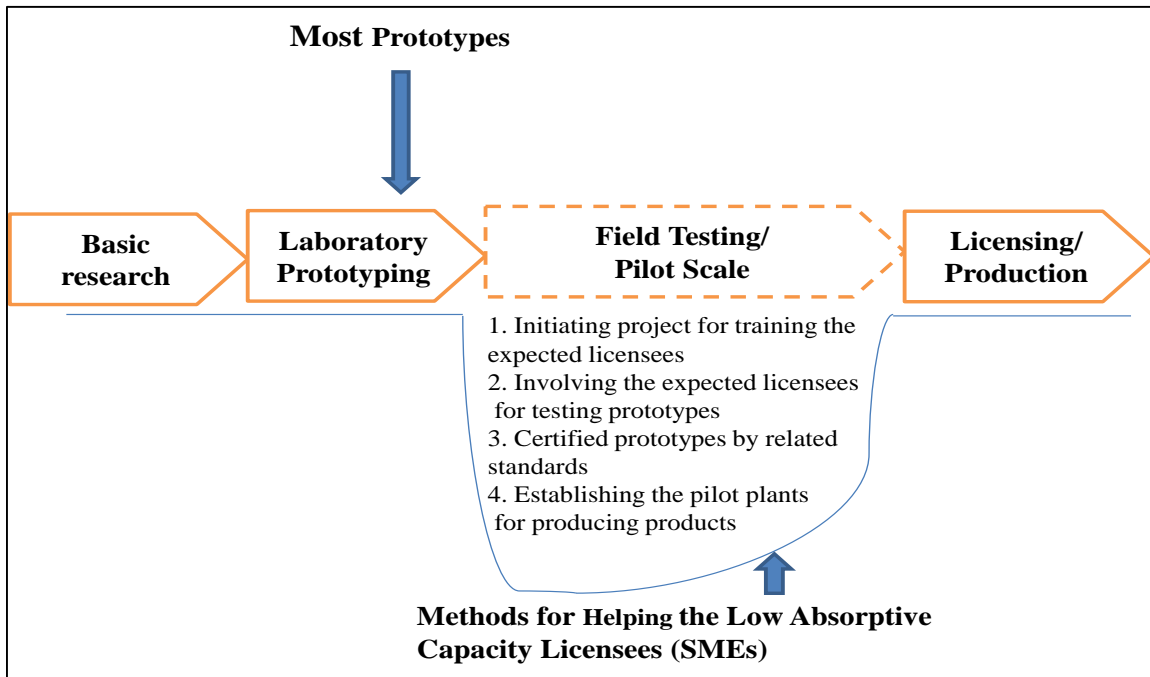 Most Prototypes
Basic
research
Laboratory
Prototyping
Field Testing/
Pilot Scale
Licensing/
Production
1. Initiating project for training the
expected licensees
2. Involving the expected licensees
for testing prototypes
3. Certified prototypes by related
standards
4. Establishing the pilot plants
for producing products
Methods for Helping the Low Absorptive
Capacity Licensees (SMEs)